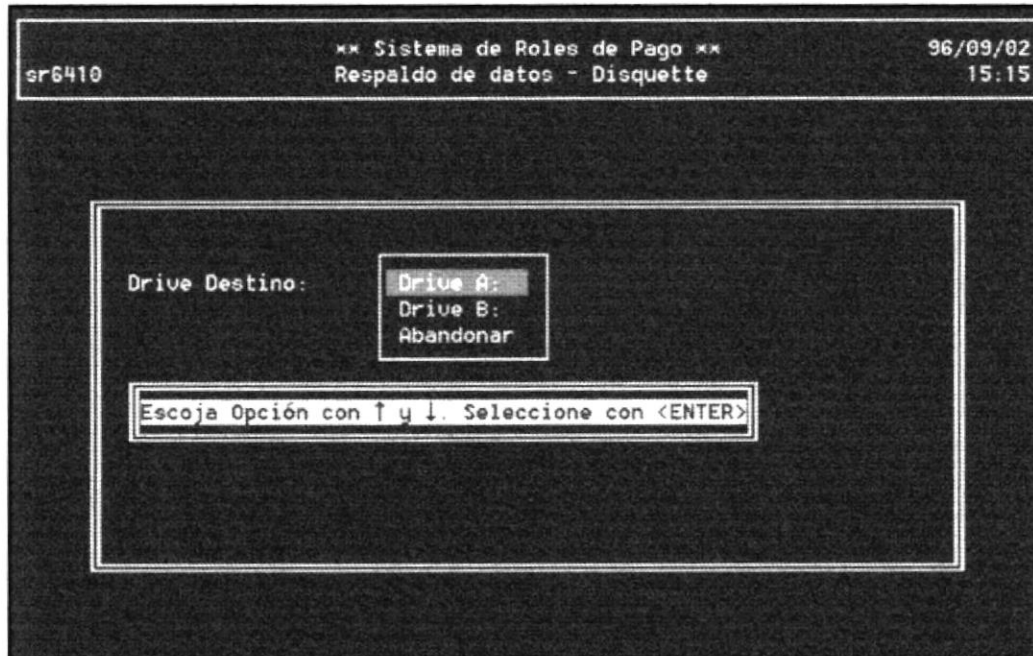 ** Sistema de Roles de Pago ** 96/09/02
sr6410 Respaldo de datos - Disquette 15:15
Drive Destino: Drive A:
Drive B:
Abandonar
Escoja Opción con ↑ y ↓. Seleccione con <ENTER>